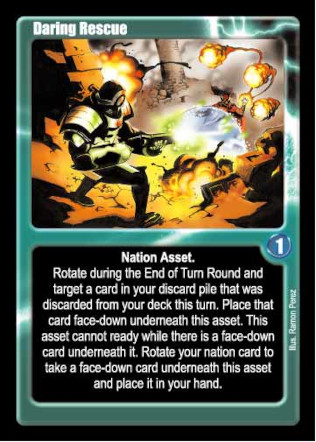 Daring Rescue
1
Nation Asset.
Rotate during the End of Turn Round and
target a card in your discard pile that was
discarded from your deck this turn. Place that
card face-down underneath this asset. This
asset cannot ready while there is a face-down
card underneath it. Rotate your nation card to
take a face-down card underneath this asset
and place it in your hand.
Illus. Ramon Perez